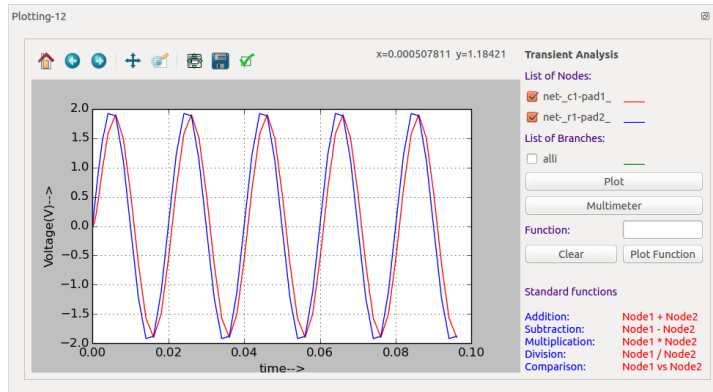 Plotting-12
x=0.000507811 y=1.18421
Transient Analysis
List of Nodes:
net-_c1-pad1_
net-_r1-pad2_
List of Branches:
alli
Plot
Multimeter
Function:
Clear
Plot Function
Standard functions
Addition: Node1 + Node2
Subtraction: Node1 - Node2
Multiplication: Node1 * Node2
Division: Node1 / Node2
Comparison: Node1 vs Node2
2.0
1.5
1.0
0.5
0.0
−0.5
−1.0
−1.5
−2.0
Voltage(V)-->
0.00 0.02 0.04 0.06 0.08 0.10
time-->